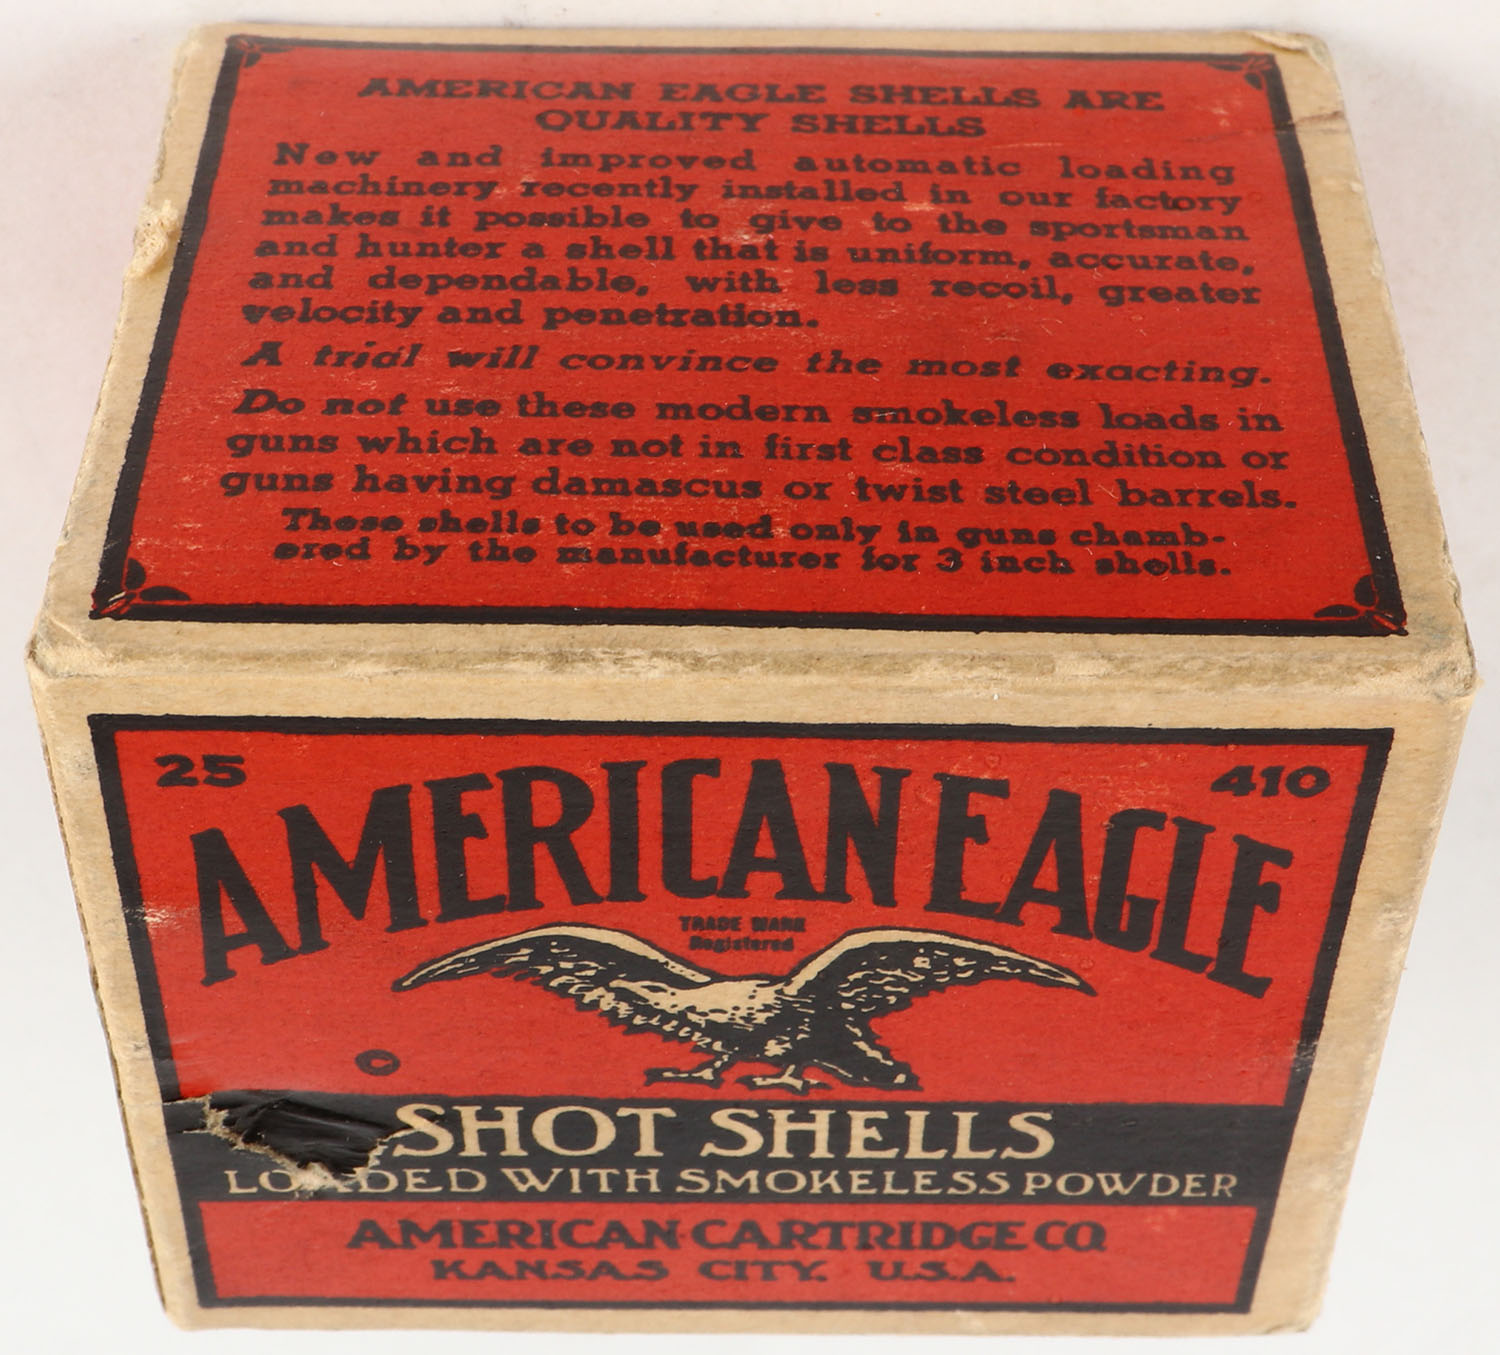 AMERICAN EAGLE SHELLS ARE
QUALITY SHELLS
New and improved automatic loading
machinery recently installed in our factory
makes it possible to give to the sportsman
and hunter a shell that is uniform, accurate,
and dependable, with less recoil, greater
velocity and penetration.
A trial will convince the most exacting.
Do not use these modern smokeless loads in
guns which are not in first class condition or
guns having damascus or twist steel barrels.
These shells to be used only in guns chamb-
ered by the manufacturer for 3 inch shells.
25
410
AMERICAN EAGLE
TRADE MARK
Registered
©
SHOT SHELLS
LOADED WITH SMOKELESS POWDER
AMERICAN CARTRIDGE CO.
KANSAS CITY. U.S.A.